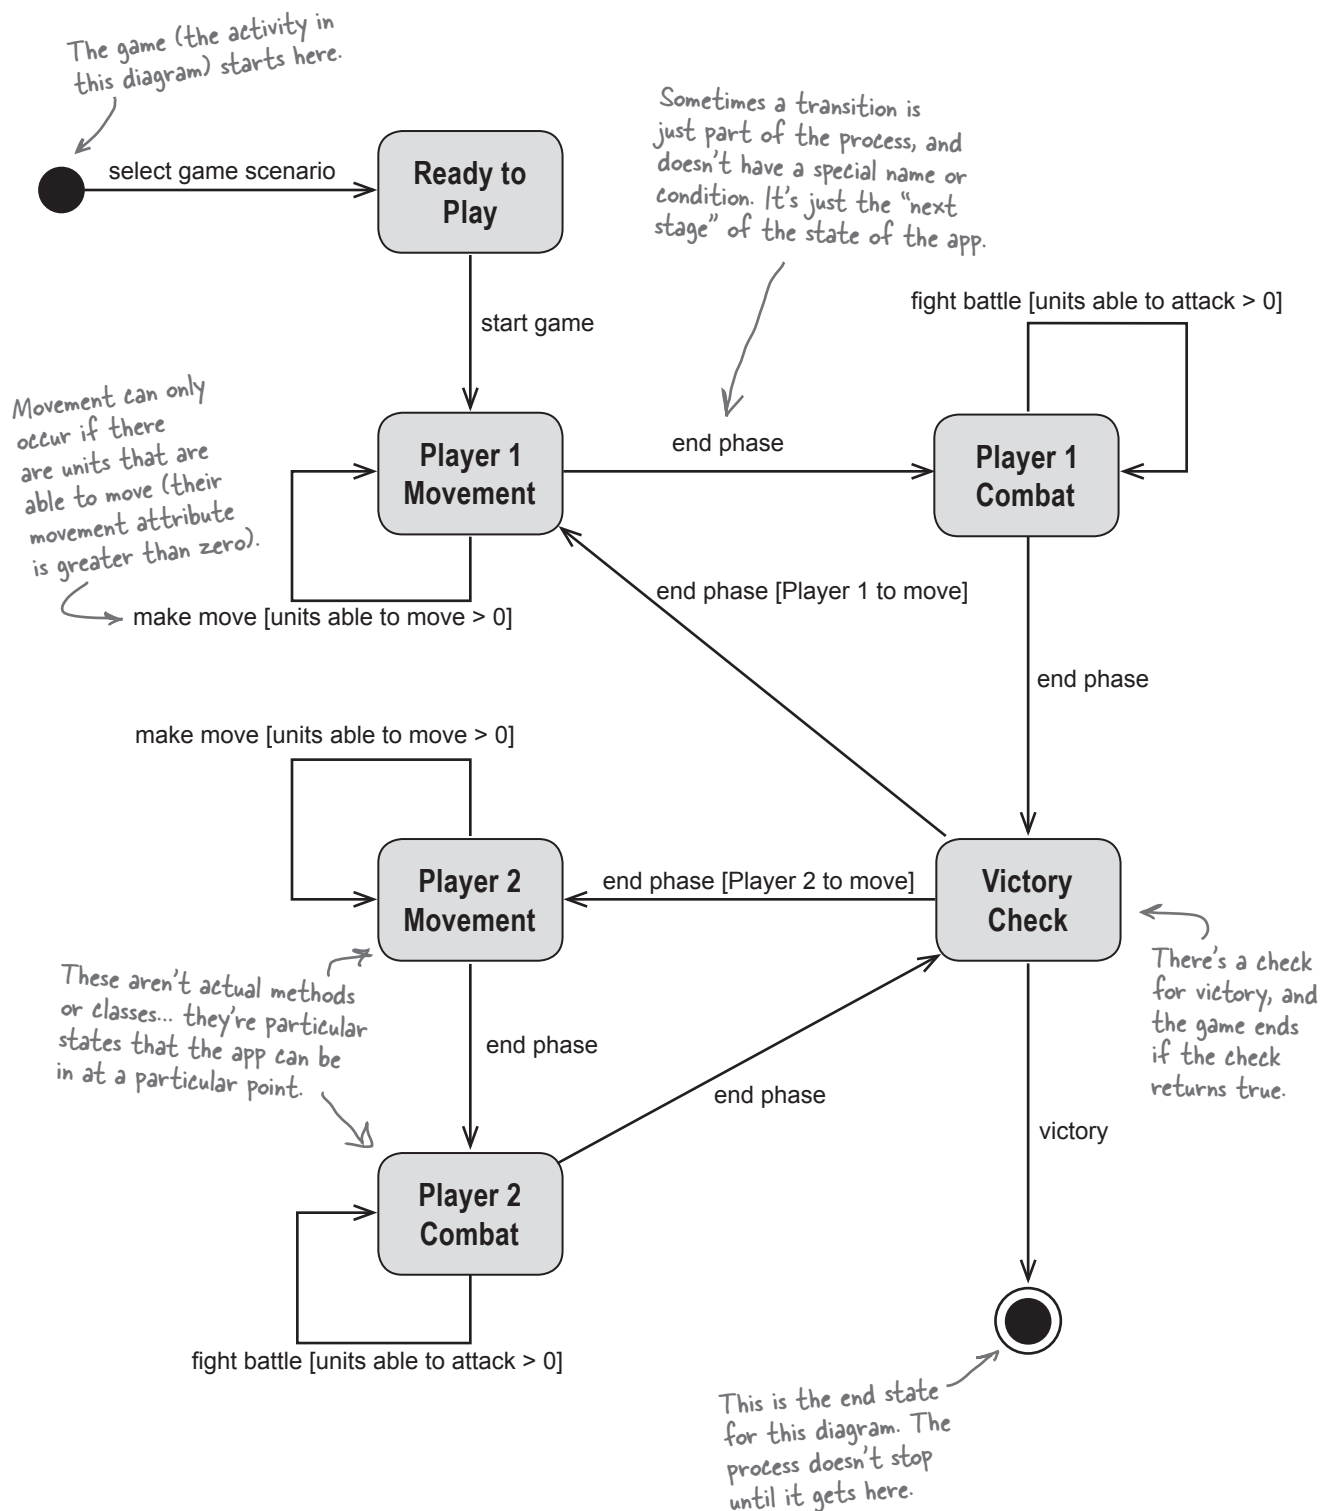 The game (the activity in
this diagram) starts here.
select game scenario
Ready to
Play
Sometimes a transition is
just part of the process, and
doesn't have a special name or
condition. It's just the “next
stage” of the state of the app.
fight battle [units able to attack > 0]
start game
Movement can only
occur if there
are units that are
able to move (their
movement attribute
is greater than zero).
Player 1
Movement
end phase
Player 1
Combat
make move [units able to move > 0]
end phase [Player 1 to move]
end phase
make move [units able to move > 0]
Player 2
Movement
end phase [Player 2 to move]
Victory
Check
These aren't actual methods
or classes... they're particular
states that the app can be
in at a particular point.
There's a check
for victory, and
the game ends
if the check
returns true.
end phase
end phase
victory
Player 2
Combat
fight battle [units able to attack > 0]
This is the end state
for this diagram. The
process doesn't stop
until it gets here.